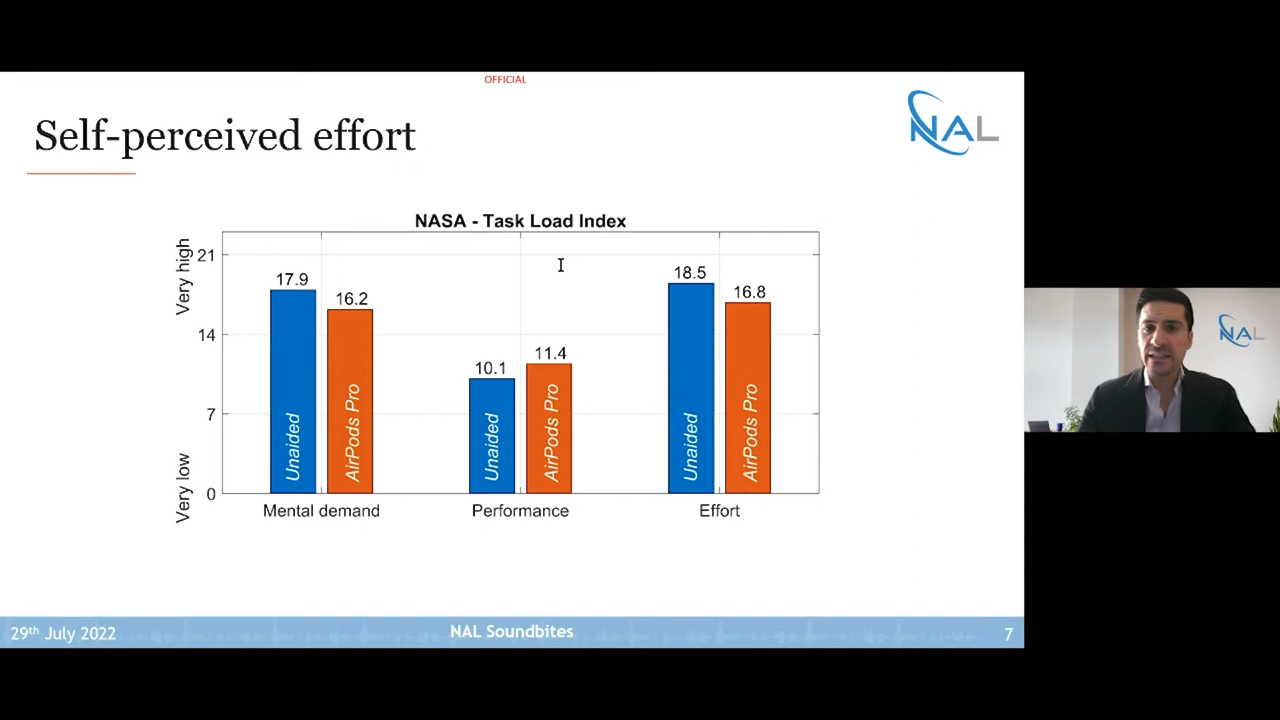 OFFICIAL
Self-perceived effort
NAL
NASA - Task Load Index
Very high
Very low
21
14
7
0
17.9
16.2
10.1
11.4
18.5
16.8
Unaided
AirPods Pro
Unaided
AirPods Pro
Unaided
AirPods Pro
Mental demand
Performance
Effort
NAL
29th July 2022
NAL Soundbites
7